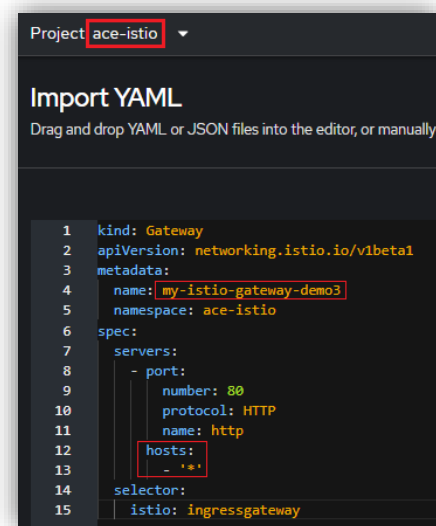 Project ace-istio
Import YAML
Drag and drop YAML or JSON files into the editor, or manually
1 kind: Gateway
2 apiVersion: networking.istio.io/v1beta1
3 metadata:
4   name: my-istio-gateway-demo3
5   namespace: ace-istio
6 spec:
7   servers:
8     - port:
9         number: 80
10         protocol: HTTP
11         name: http
12       hosts:
13         - '*'
14   selector:
15     istio: ingressgateway